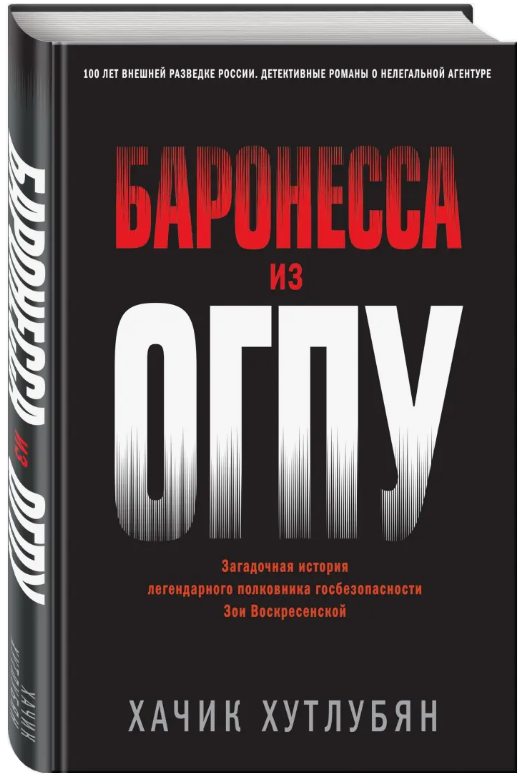 100 ЛЕТ ВНЕШНЕЙ РАЗВЕДКЕ РОССИИ. ДЕТЕКТИВНЫЕ РОМАНЫ О НЕЛЕГАЛЬНОЙ АГЕНТУРЕ
БАРОНЕССА
ИЗ
ОГПУ
Загадочная история
легендарного полковника госбезопасности
Зои Воскресенской
ХАЧИК ХУТЛУБЯН
БАРОНЕССА ИЗ ОГПУ
ХАЧИК
ХУТЛУБЯН